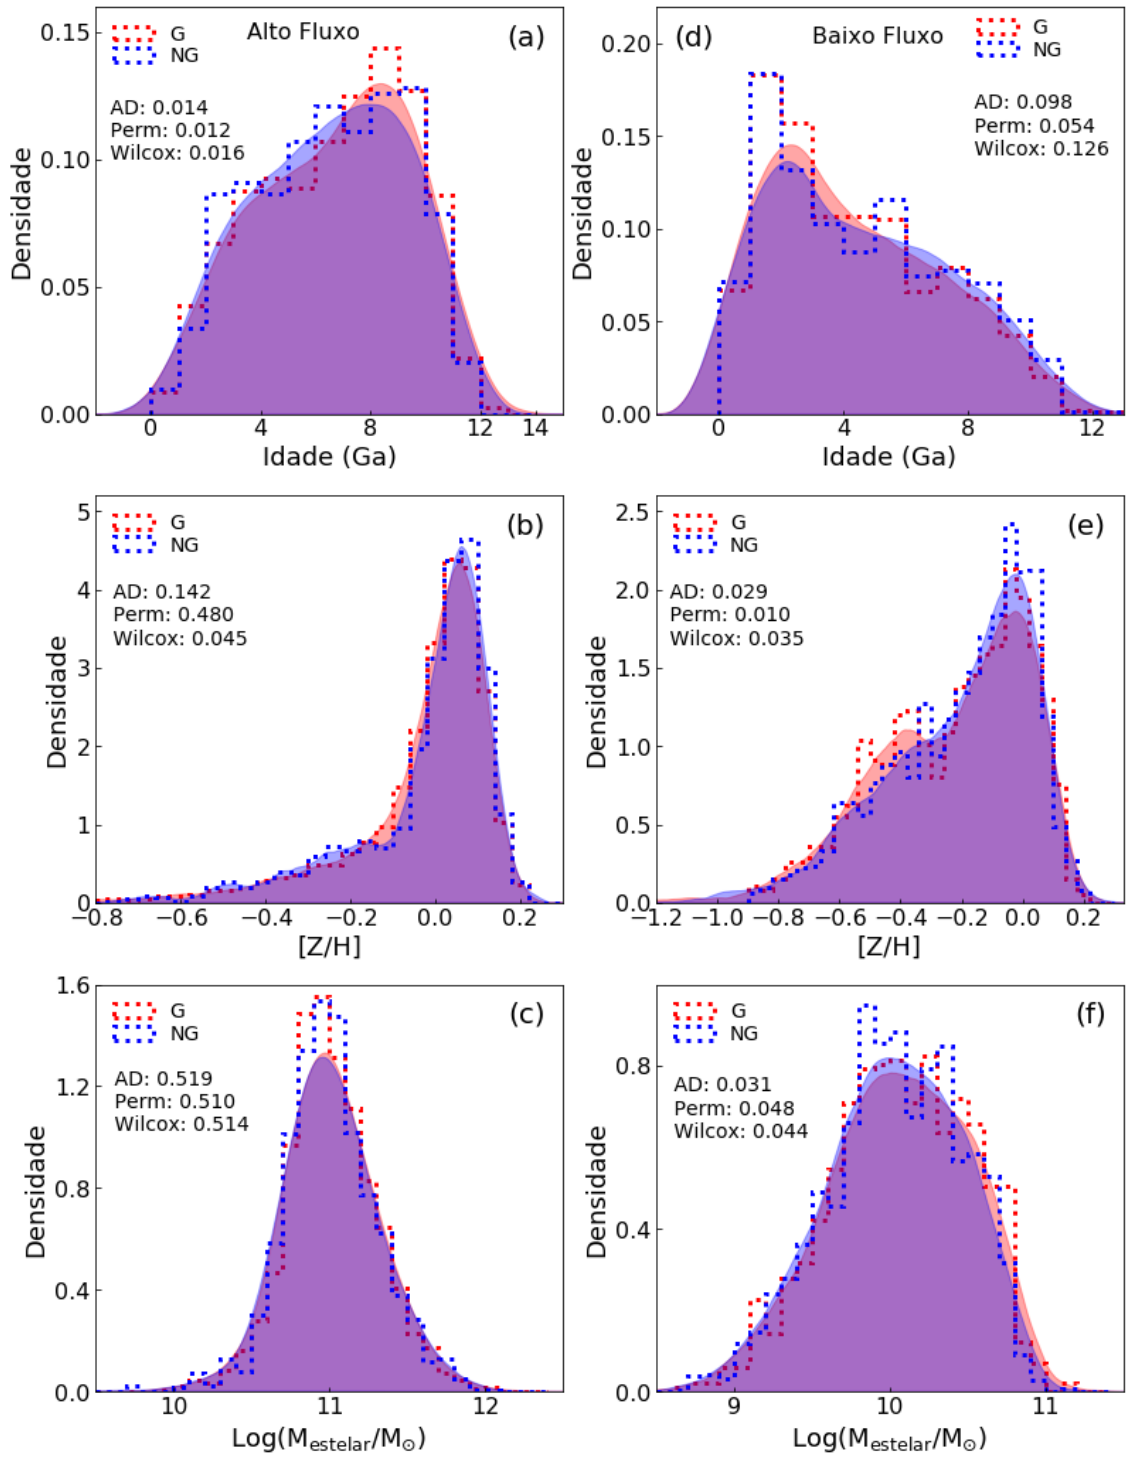 Alto Fluxo
(a)
G
NG
AD: 0.014
Perm: 0.012
Wilcox: 0.016
0.15
0.10
0.05
0.00
Densidade
0 4 8 12 14
Idade (Ga)
(d)
Baixo Fluxo
G
NG
AD: 0.098
Perm: 0.054
Wilcox: 0.126
0.20
0.15
0.10
0.05
0.00
Densidade
0 4 8 12
Idade (Ga)
(b)
G
NG
AD: 0.142
Perm: 0.480
Wilcox: 0.045
5
4
3
2
1
0
Densidade
−0.8 −0.6 −0.4 −0.2 0.0 0.2
[Z/H]
(e)
G
NG
AD: 0.029
Perm: 0.010
Wilcox: 0.035
2.5
2.0
1.5
1.0
0.5
0.0
Densidade
−1.2 −1.0 −0.8 −0.6 −0.4 −0.2 0.0 0.2
[Z/H]
(c)
G
NG
AD: 0.519
Perm: 0.510
Wilcox: 0.514
1.6
1.2
0.8
0.4
0.0
Densidade
10 11 12
Log(M_estelar/M_⊙)
(f)
G
NG
AD: 0.031
Perm: 0.048
Wilcox: 0.044
0.8
0.4
0.0
Densidade
9 10 11
Log(M_estelar/M_⊙)